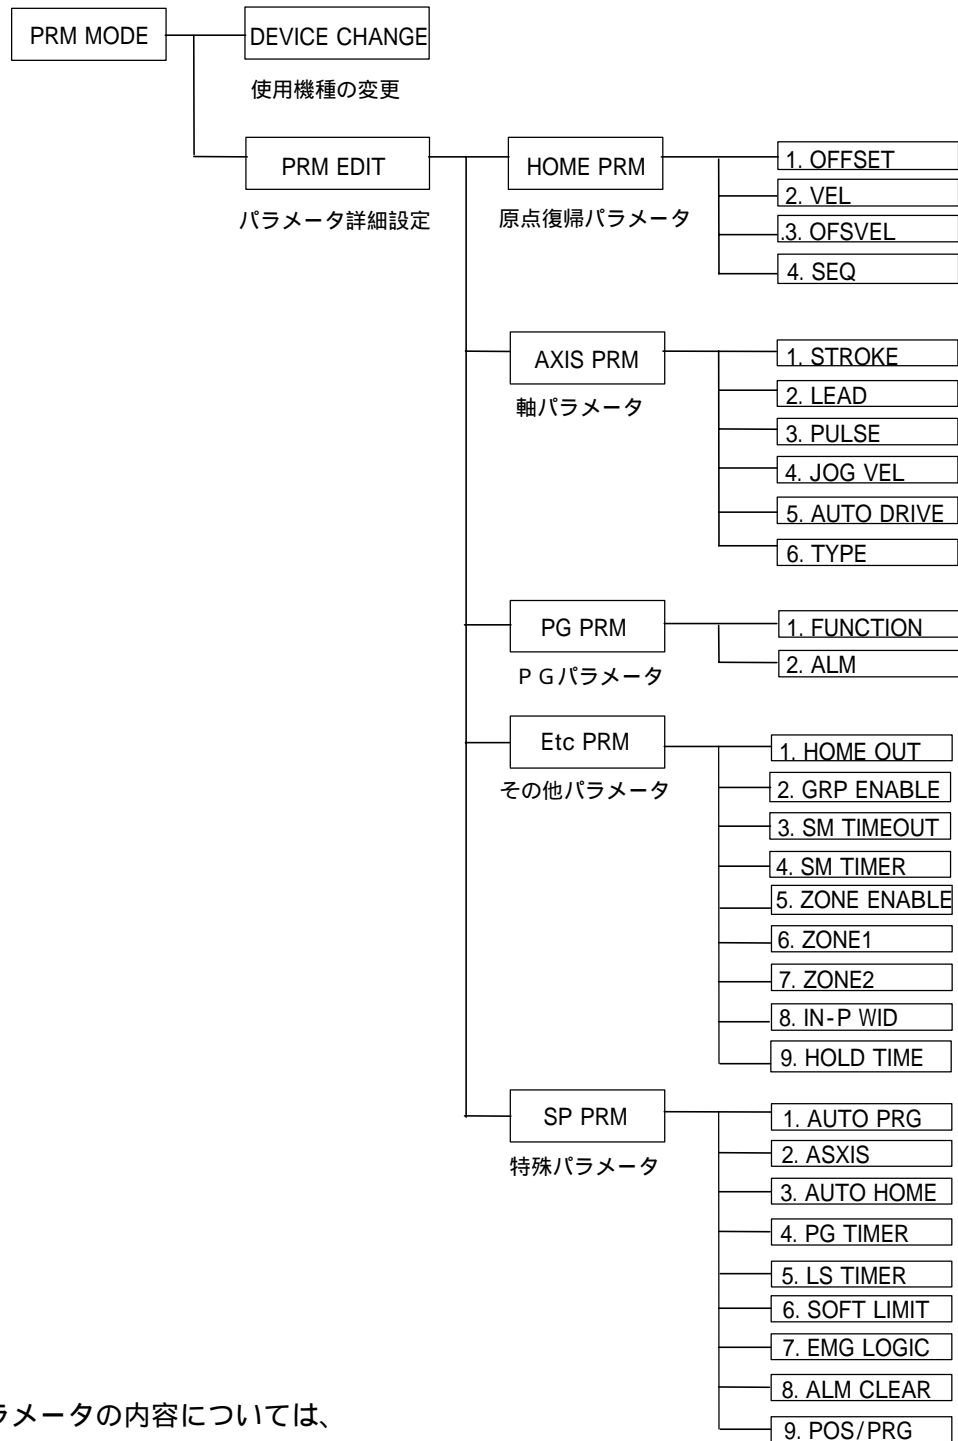 PRM MODE
DEVICE CHANGE
使用機種の変更
PRM EDIT
パラメータ詳細設定
HOME PRM
原点復帰パラメータ
1. OFFSET
2. VEL
.3. OFSVEL
4. SEQ
AXIS PRM
軸パラメータ
1. STROKE
2. LEAD
3. PULSE
4. JOG VEL
5. AUTO DRIVE
6. TYPE
PG PRM
ＰＧパラメータ
1. FUNCTION
2. ALM
Etc PRM
その他パラメータ
1. HOME OUT
2. GRP ENABLE
3. SM TIMEOUT
4. SM TIMER
5. ZONE ENABLE
6. ZONE1
7. ZONE2
8. IN-P WID
9. HOLD TIME
SP PRM
特殊パラメータ
1. AUTO PRG
2. ASXIS
3. AUTO HOME
4. PG TIMER
5. LS TIMER
6. SOFT LIMIT
7. EMG LOGIC
8. ALM CLEAR
9. POS/PRG
ラメータの内容については、